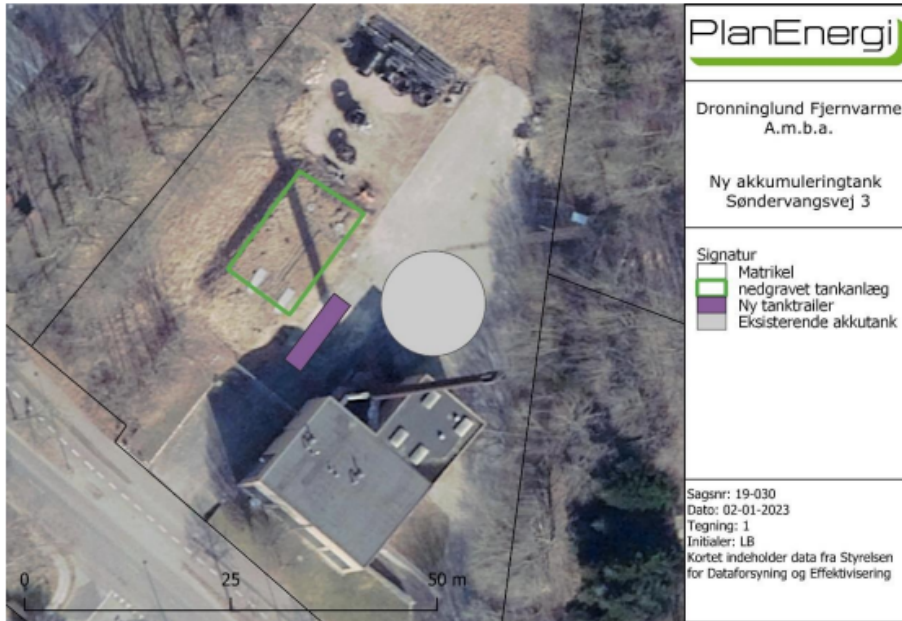 PlanEnergi
Dronninglund Fjernvarme
A.m.b.a.
Ny akkumuleringtank
Søndervangsvej 3
Signatur
Matrikel
nedgravet tankanlæg
Ny tanktrailer
Eksisterende akkutank
Sagsnr: 19-030
Dato: 02-01-2023
Tegning: 1
Initialer: LB
Kortet indeholder data fra Styrelsen
for Dataforsyning og Effektivisering
0 25 50 m